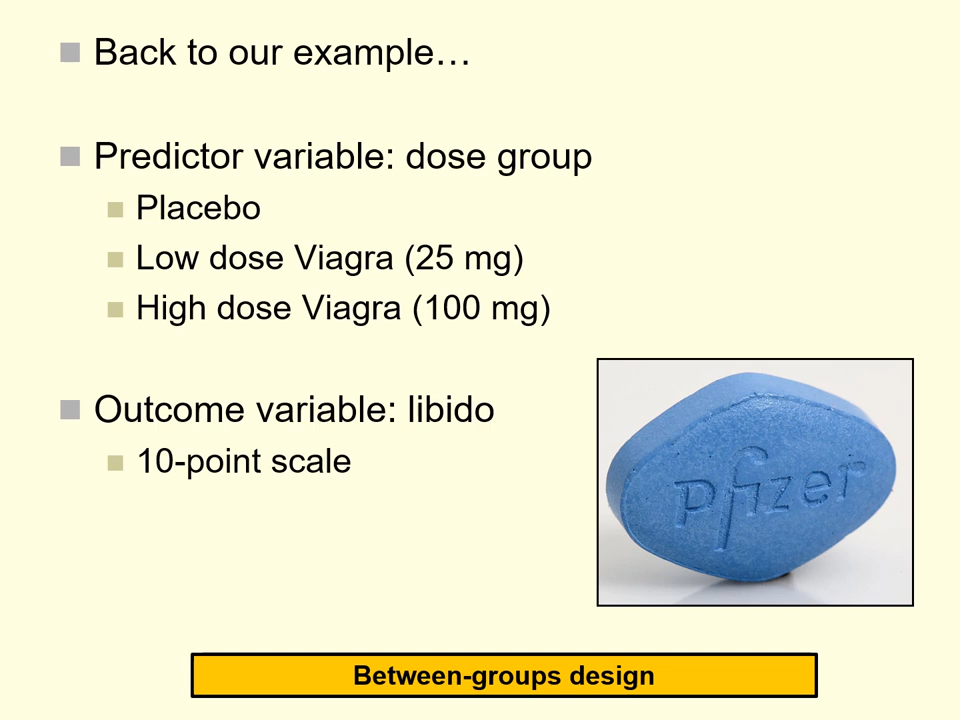 Back to our example…
Predictor variable: dose group
Placebo
Low dose Viagra (25 mg)
High dose Viagra (100 mg)
Outcome variable: libido
10-point scale
Pfizer
Between-groups design